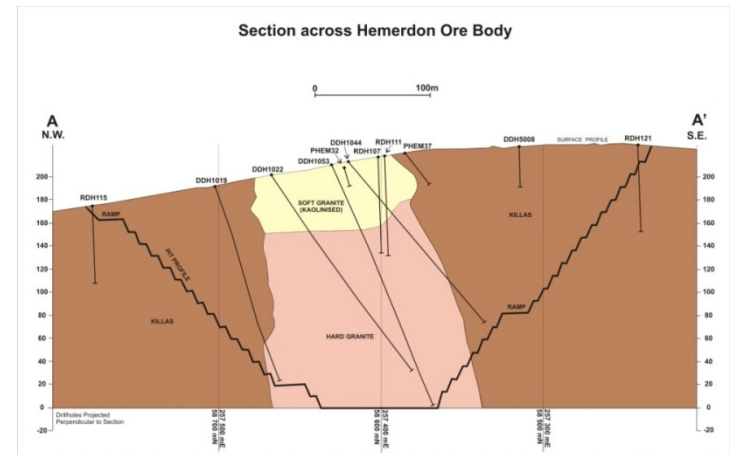 Section across Hemerdon Ore Body
0 100m
A
N.W.
A'
S.E.
RDH115
DDH1019
DDH1022
DDH1053
PHEM32
DDH1044
RDH107
RDH111
PHEM37
DDH5008
SURFACE PROFILE
RDH121
200
180
160
140
120
100
80
60
40
20
0
-20
200
180
160
140
120
100
80
60
40
20
0
-20
RAMP
PIT PROFILE
KILLAS
SOFT GRANITE
(KAOLINISED)
HARD GRANITE
KILLAS
RAMP
Drillholes Projected
Perpendicular to Section
257 500 mE
58 700 mN
257 400 mE
58 600 mN
257 300 mE
58 500 mN